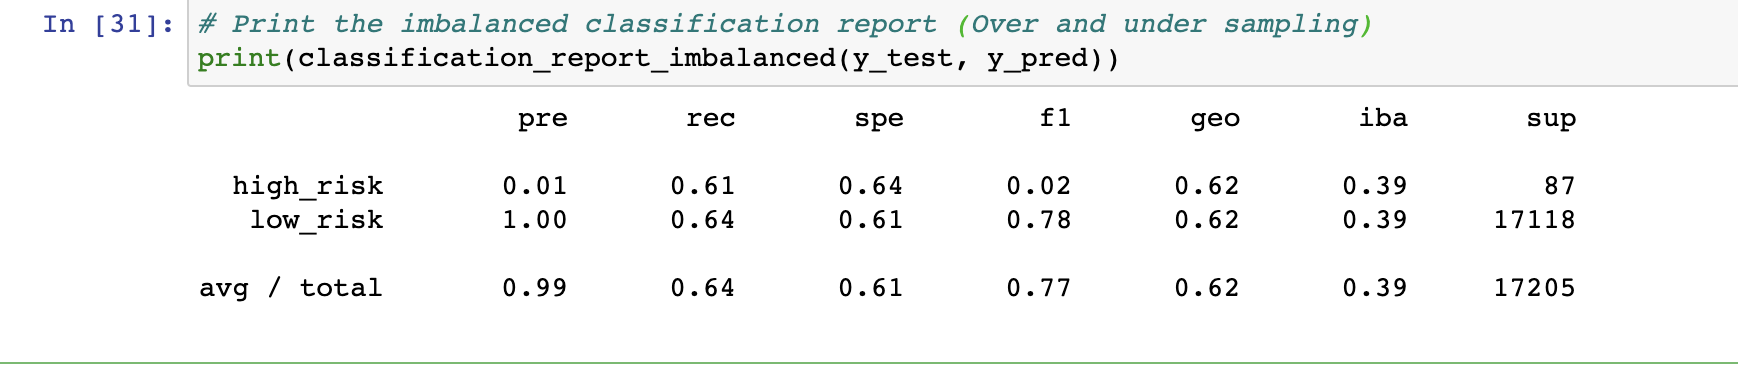 In [31]: # Print the imbalanced classification report (Over and under sampling)
print(classification_report_imbalanced(y_test, y_pred))
pre rec spe f1 geo iba sup
high_risk 0.01 0.61 0.64 0.02 0.62 0.39 87
low_risk 1.00 0.64 0.61 0.78 0.62 0.39 17118
avg / total 0.99 0.64 0.61 0.77 0.62 0.39 17205